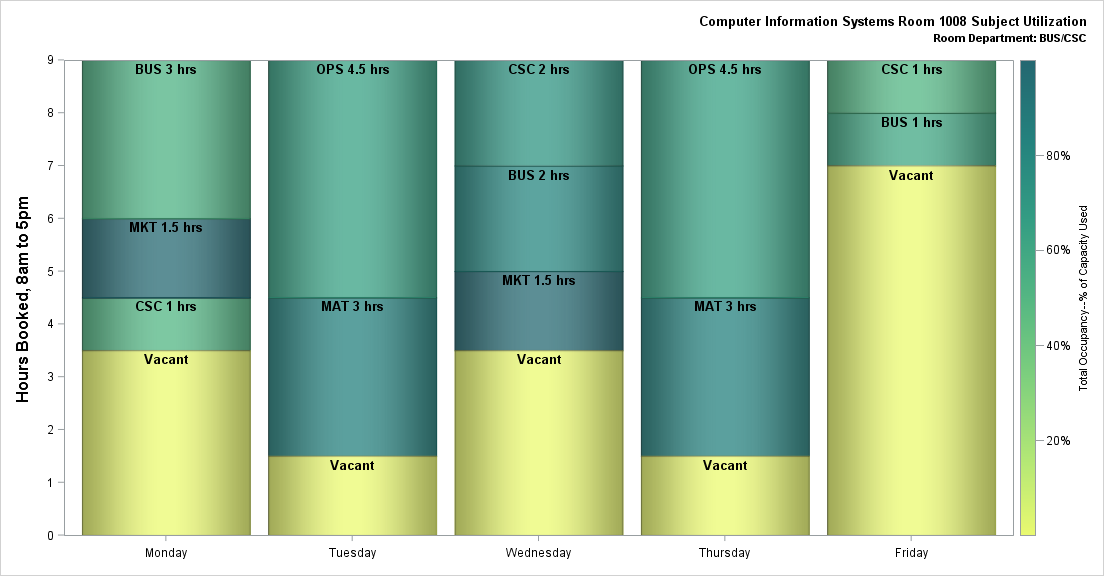 Computer Information Systems Room 1008 Subject Utilization
Room Department: BUS/CSC
Hours Booked, 8am to 5pm
9
8
7
6
5
4
3
2
1
0
BUS 3 hrs
MKT 1.5 hrs
CSC 1 hrs
Vacant
OPS 4.5 hrs
MAT 3 hrs
Vacant
CSC 2 hrs
BUS 2 hrs
MKT 1.5 hrs
Vacant
OPS 4.5 hrs
MAT 3 hrs
Vacant
CSC 1 hrs
BUS 1 hrs
Vacant
Monday
Tuesday
Wednesday
Thursday
Friday
80%
60%
40%
20%
Total Occupancy--% of Capacity Used